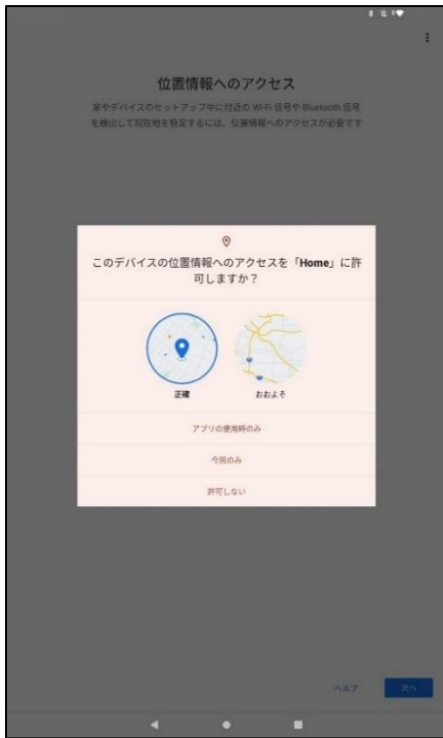 位置情報へのアクセス
家やデバイスのセットアップ中に付近の Wi-Fi 信号や Bluetooth 信号
を検出して現在地を特定するには、位置情報へのアクセスが必要です
このデバイスの位置情報へのアクセスを「Home」に許
可しますか？
正確
おおよそ
アプリの使用時のみ
今回のみ
許可しない
ヘルプ
次へ